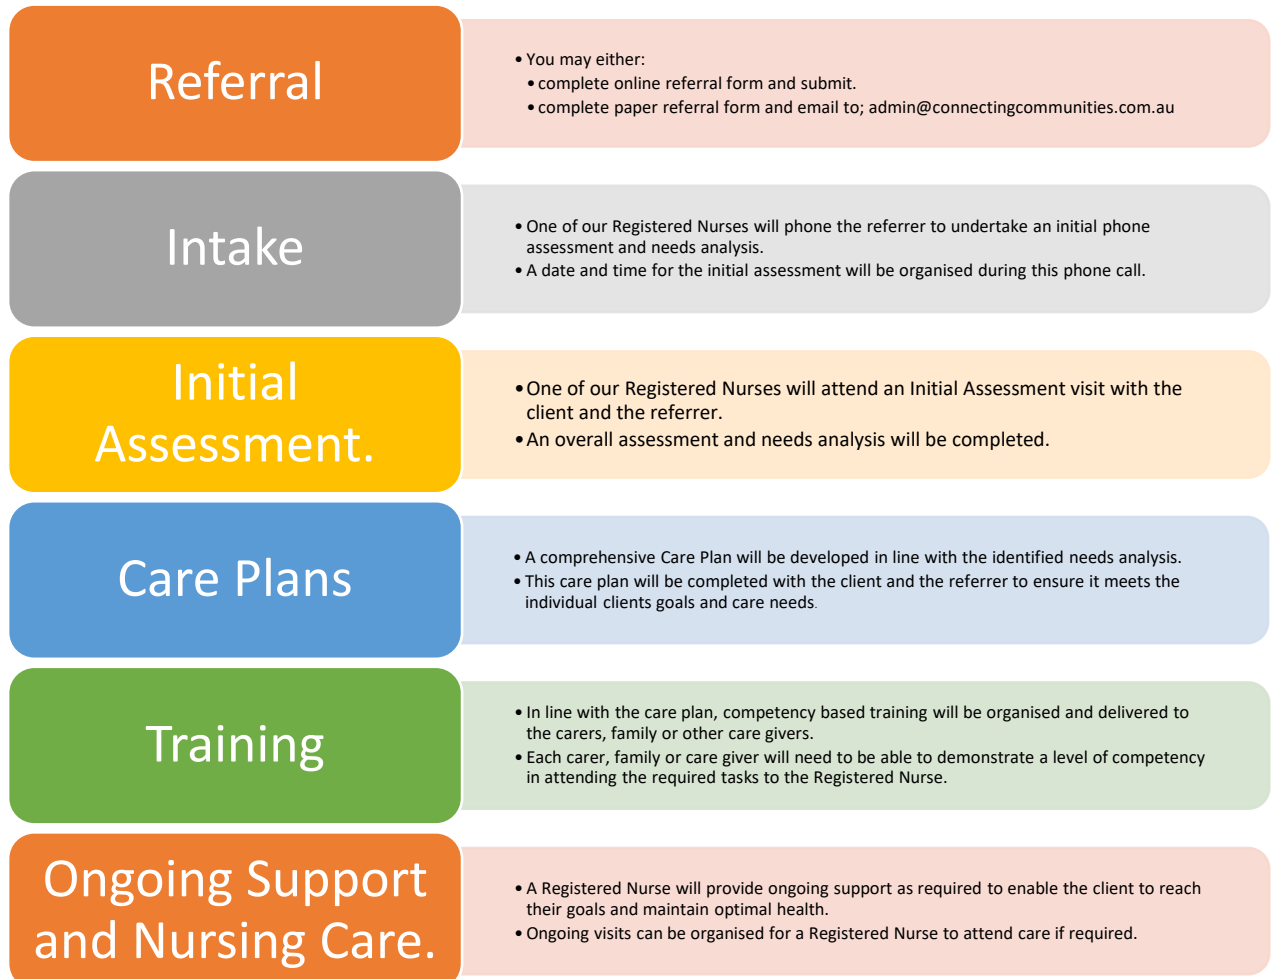 Referral
• You may either:
• complete online referral form and submit.
• complete paper referral form and email to; admin@connectingcommunities.com.au
Intake
• One of our Registered Nurses will phone the referrer to undertake an initial phone
assessment and needs analysis.
• A date and time for the initial assessment will be organised during this phone call.
Initial
Assessment.
• One of our Registered Nurses will attend an Initial Assessment visit with the
client and the referrer.
• An overall assessment and needs analysis will be completed.
Care Plans
• A comprehensive Care Plan will be developed in line with the identified needs analysis.
• This care plan will be completed with the client and the referrer to ensure it meets the
individual clients goals and care needs.
Training
• In line with the care plan, competency based training will be organised and delivered to
the carers, family or other care givers.
• Each carer, family or care giver will need to be able to demonstrate a level of competency
in attending the required tasks to the Registered Nurse.
Ongoing Support
and Nursing Care.
• A Registered Nurse will provide ongoing support as required to enable the client to reach
their goals and maintain optimal health.
• Ongoing visits can be organised for a Registered Nurse to attend care if required.